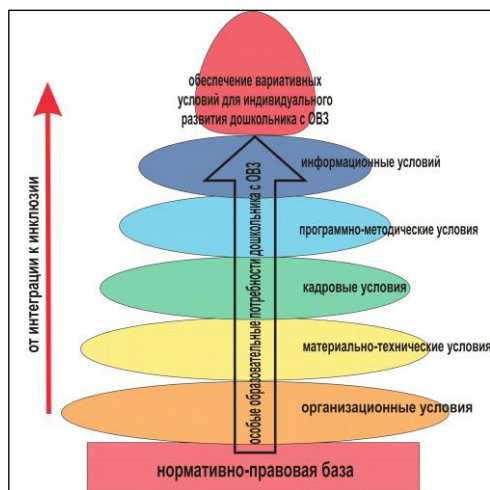 обеспечение вариативных
условий для индивидуального
развития дошкольника с ОВЗ
информационные условий
программно-методические условия
кадровые условия
материально-технические условия
организационные условия
нормативно-правовая база
особые образовательные потребности дошкольника с ОВЗ
от интеграции к инклюзии